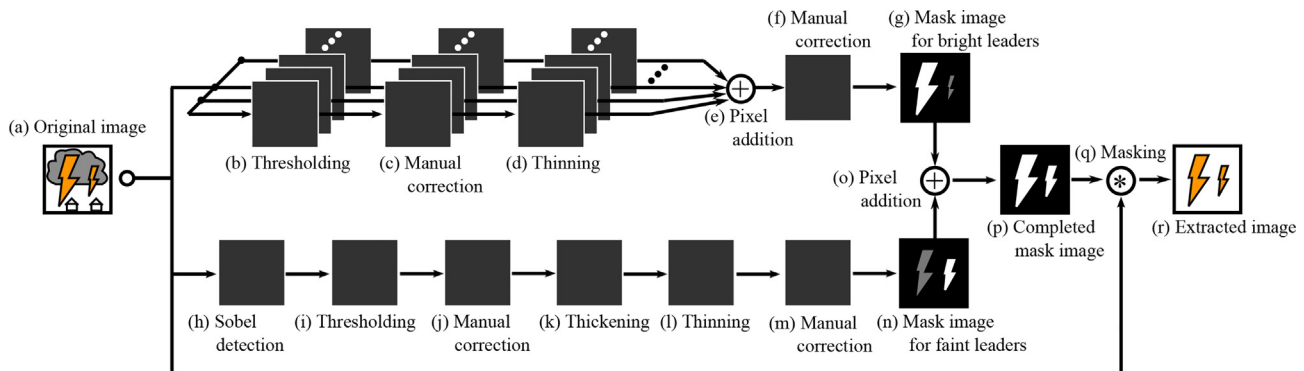 (a) Original image
(b) Thresholding
(c) Manual
correction
(d) Thinning
(e) Pixel
addition
(f) Manual
correction
(g) Mask image
for bright leaders
(h) Sobel
detection
(i) Thresholding
(j) Manual
correction
(k) Thickening
(l) Thinning
(m) Manual
correction
(n) Mask image
for faint leaders
(o) Pixel
addition
(p) Completed
mask image
(q) Masking
(r) Extracted image